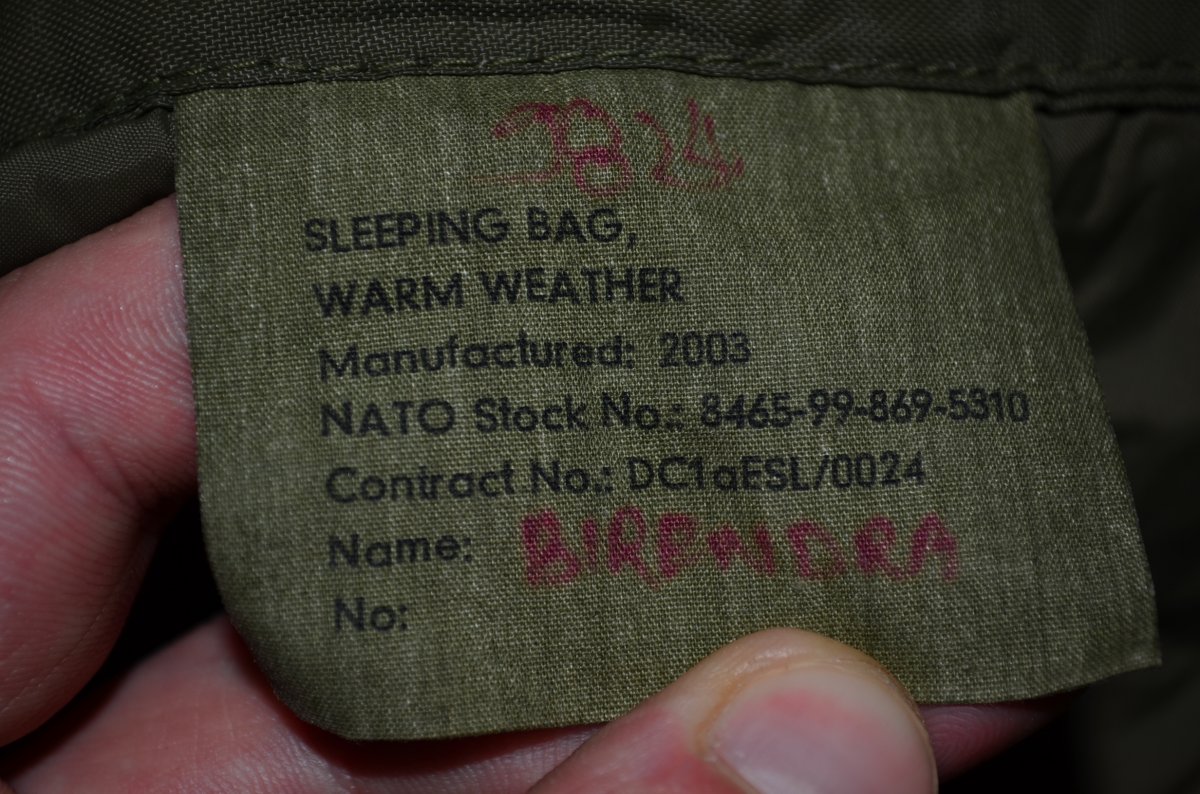 3824
SLEEPING BAG,
WARM WEATHER
Manufactured: 2003
NATO Stock No.: 8465-99-869-5310
Contract No.: DC1aESL/0024
Name: BIRENDRA
No: